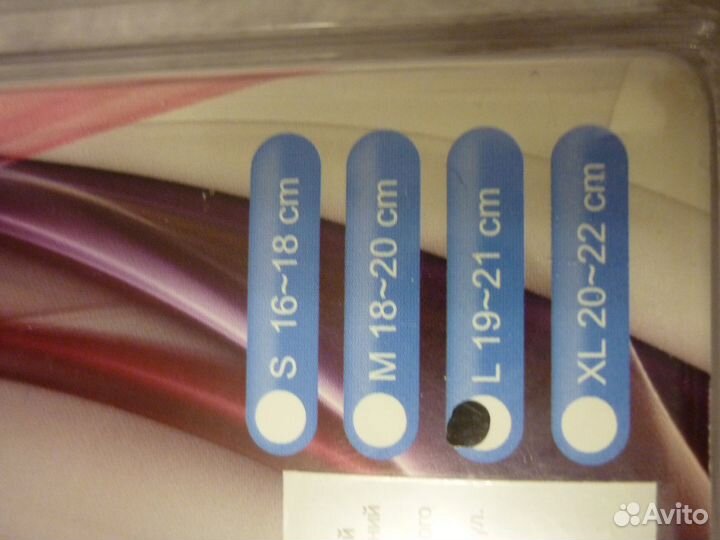 S 16~18 cm
M 18~20 cm
L 19~21 cm
XL 20~22 cm
Avito